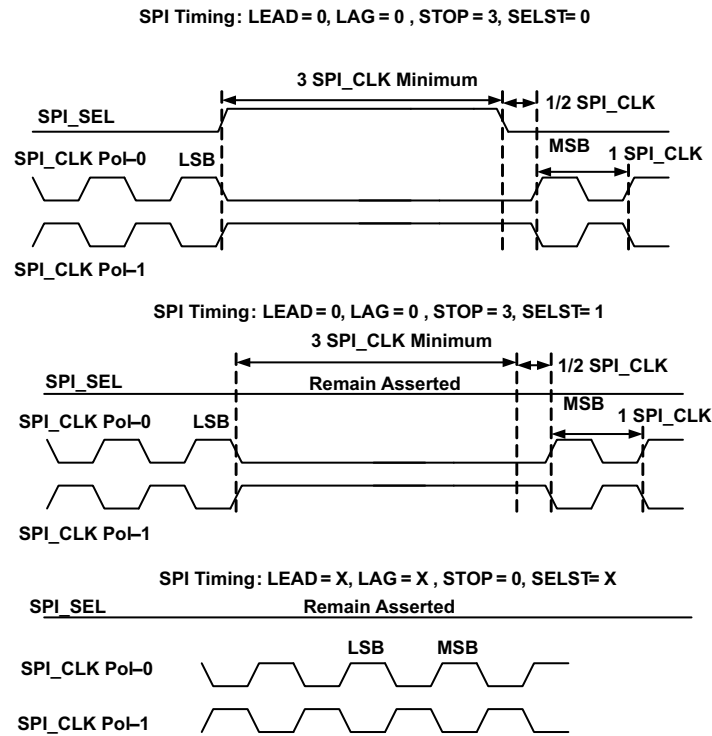 SPI Timing: LEAD = 0, LAG = 0 , STOP = 3, SELST= 0
3 SPI_CLK Minimum
1/2 SPI_CLK
SPI_SEL
MSB
1 SPI_CLK
SPI_CLK Pol–0
LSB
SPI_CLK Pol–1
SPI Timing: LEAD = 0, LAG = 0 , STOP = 3, SELST= 1
3 SPI_CLK Minimum
1/2 SPI_CLK
SPI_SEL
Remain Asserted
MSB
1 SPI_CLK
SPI_CLK Pol–0
LSB
SPI_CLK Pol–1
SPI Timing: LEAD = X, LAG = X , STOP = 0, SELST= X
SPI_SEL
Remain Asserted
LSB
MSB
SPI_CLK Pol–0
SPI_CLK Pol–1